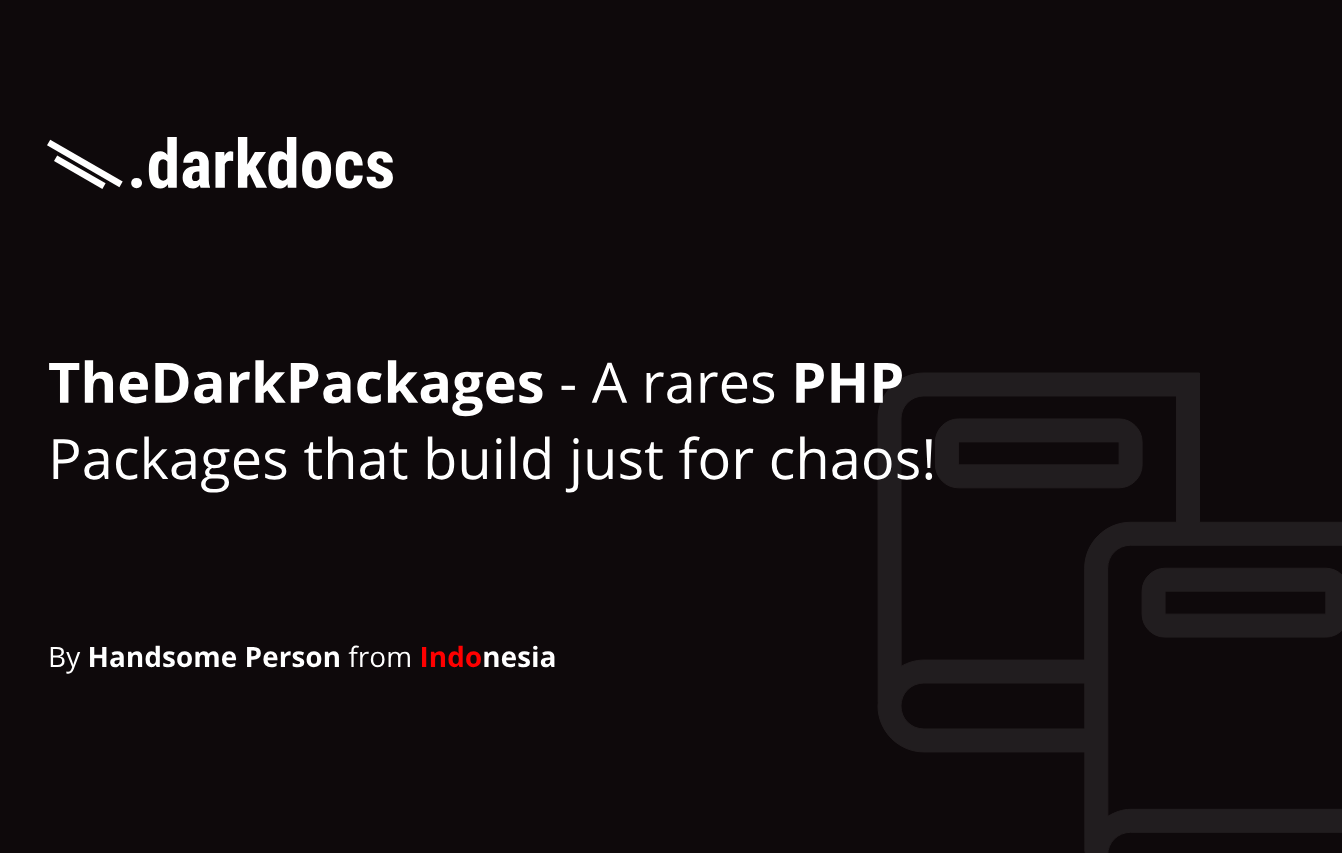 .darkdocs
TheDarkPackages - A rares PHP
Packages that build just for chaos!
By Handsome Person from Indonesia